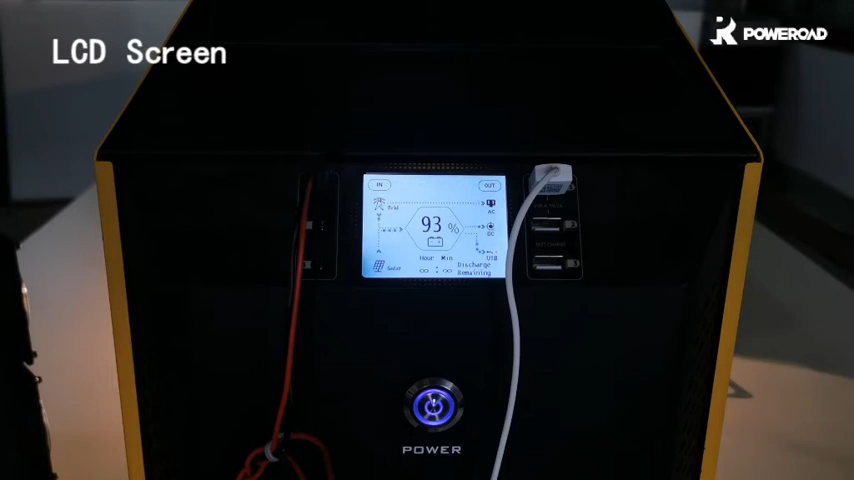 LCD Screen
POWEROAD
IN
OUT
Grid
AC
93 %
DC
USB
Solar
Hour Min
Discharge
Remaining
POWER